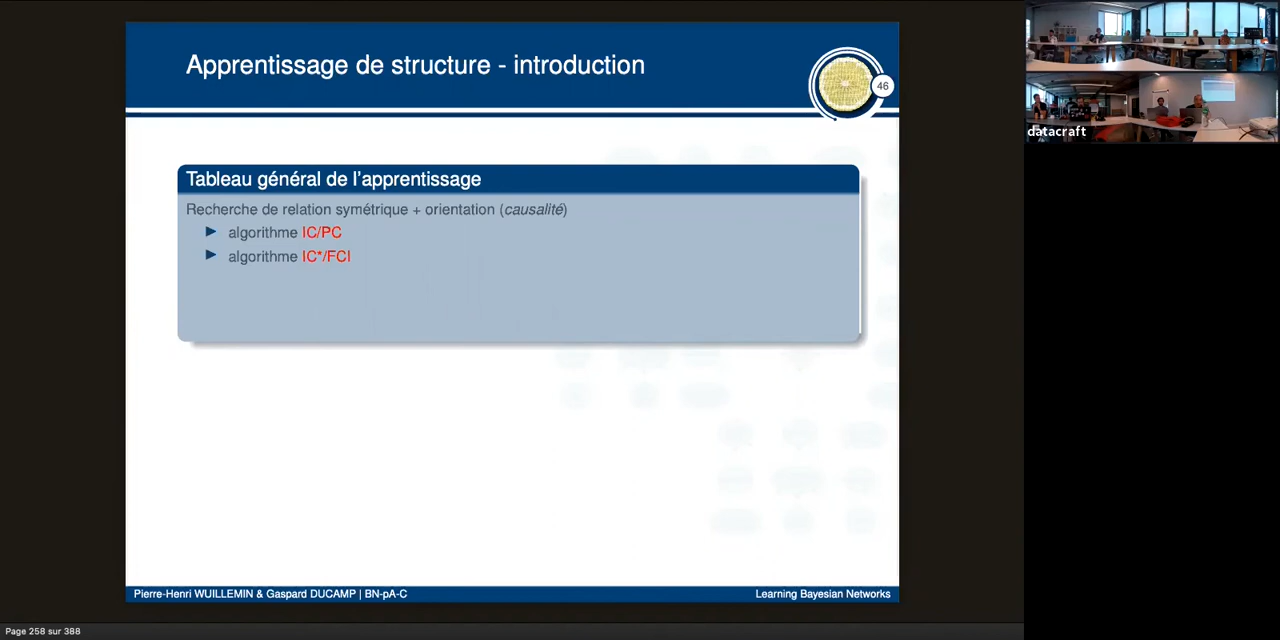 Apprentissage de structure - introduction
46
datacraft
Tableau général de l'apprentissage
Recherche de relation symétrique + orientation (causalité)
► algorithme IC/PC
► algorithme IC*/FCI
Pierre-Henri WUILLEMIN & Gaspard DUCAMP | BN-pA-C
Learning Bayesian Networks
Page 258 sur 388